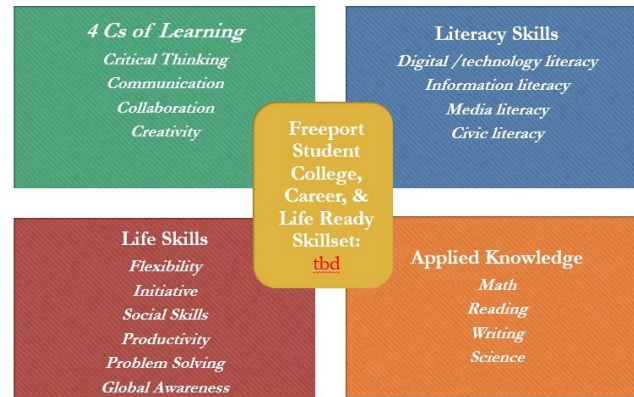 4 Cs of Learning
Critical Thinking
Communication
Collaboration
Creativity
Literacy Skills
Digital /technology literacy
Information literacy
Media literacy
Civic literacy
Freeport
Student
College,
Career, &
Life Ready
Skillset:
tbd
Life Skills
Flexibility
Initiative
Social Skills
Productivity
Problem Solving
Global Awareness
Applied Knowledge
Math
Reading
Writing
Science